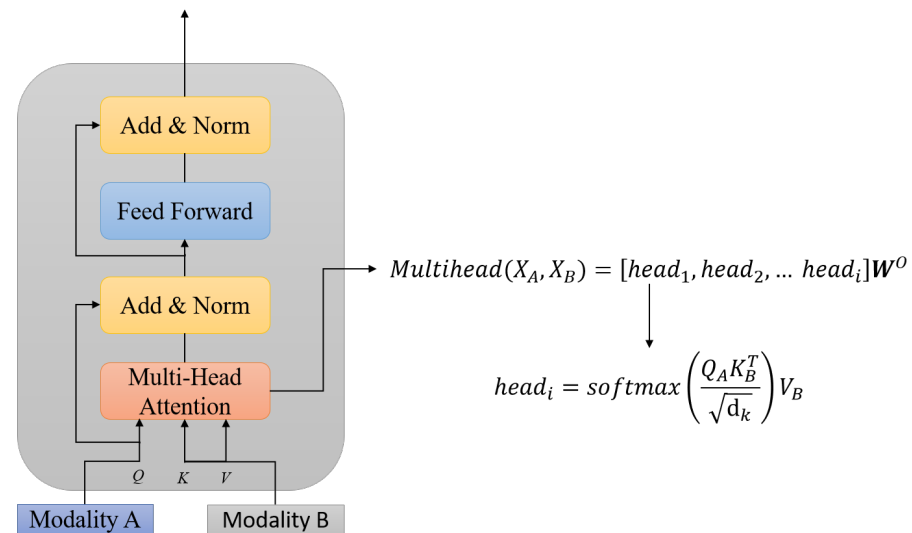 Add & Norm
Feed Forward
Add & Norm
Multi-Head
Attention
Q K V
Modality A
Modality B
Multihead(X_A, X_B) = [head_1, head_2, … head_i]W^O
head_i = softmax(Q_A K_B^T / √d_k) V_B